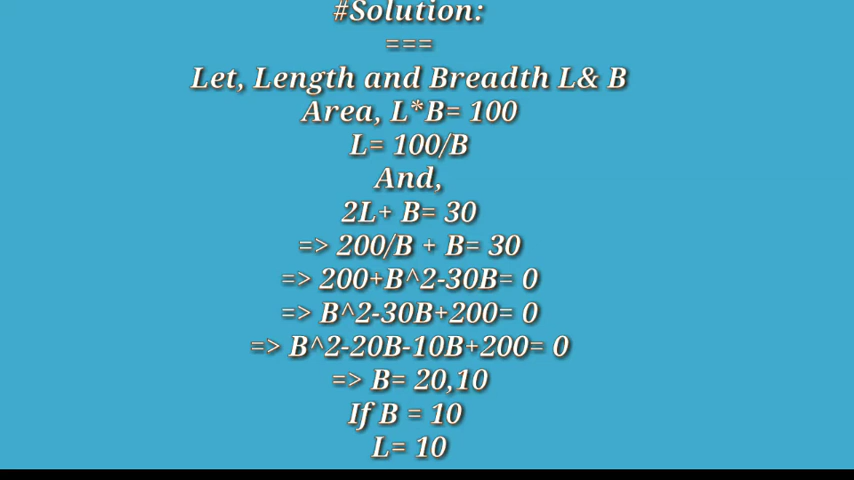 #Solution:
===
Let, Length and Breadth L& B
Area, L*B= 100
L= 100/B
And,
2L+ B= 30
=> 200/B + B= 30
=> 200+B^2-30B= 0
=> B^2-30B+200= 0
=> B^2-20B-10B+200= 0
=> B= 20,10
If B = 10
L= 10